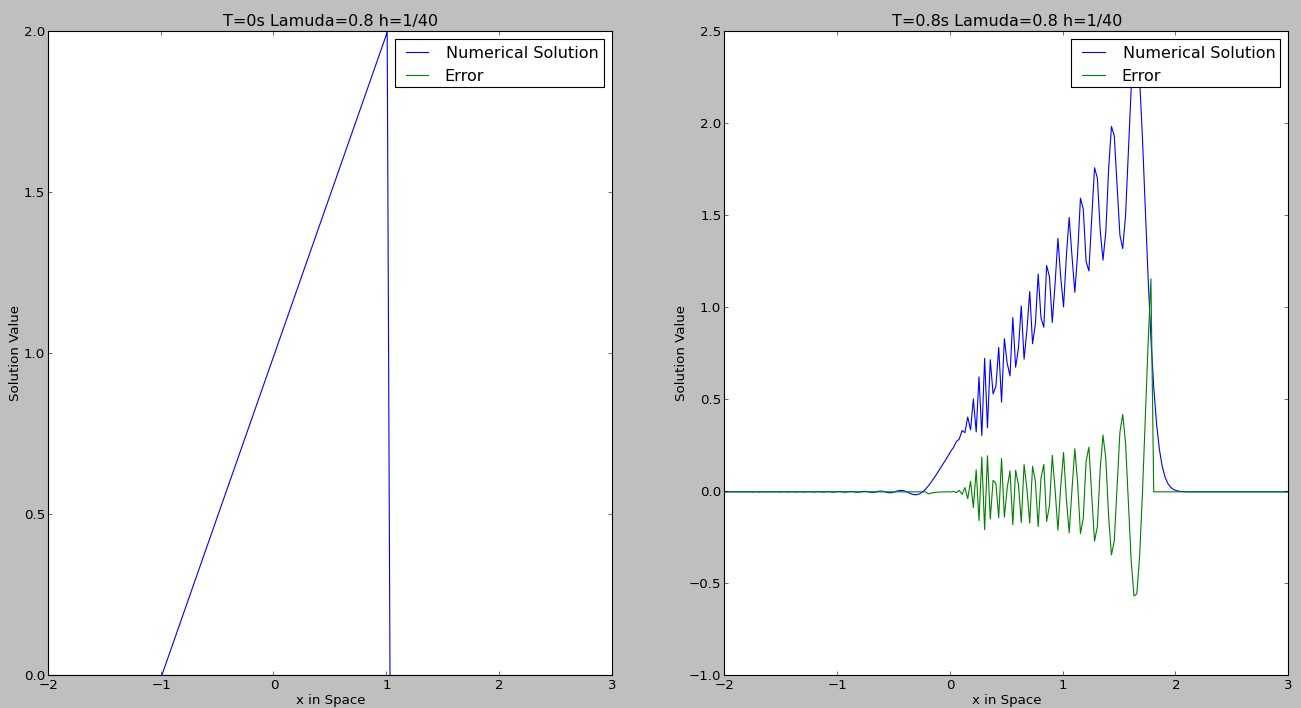 T=0s Lamuda=0.8 h=1/40
Numerical Solution
Error
2.0
1.5
1.0
0.5
0.0
Solution Value
−2
−1
0
1
2
3
x in Space
T=0.8s Lamuda=0.8 h=1/40
Numerical Solution
Error
2.5
2.0
1.5
1.0
0.5
0.0
−0.5
−1.0
Solution Value
−2
−1
0
1
2
3
x in Space